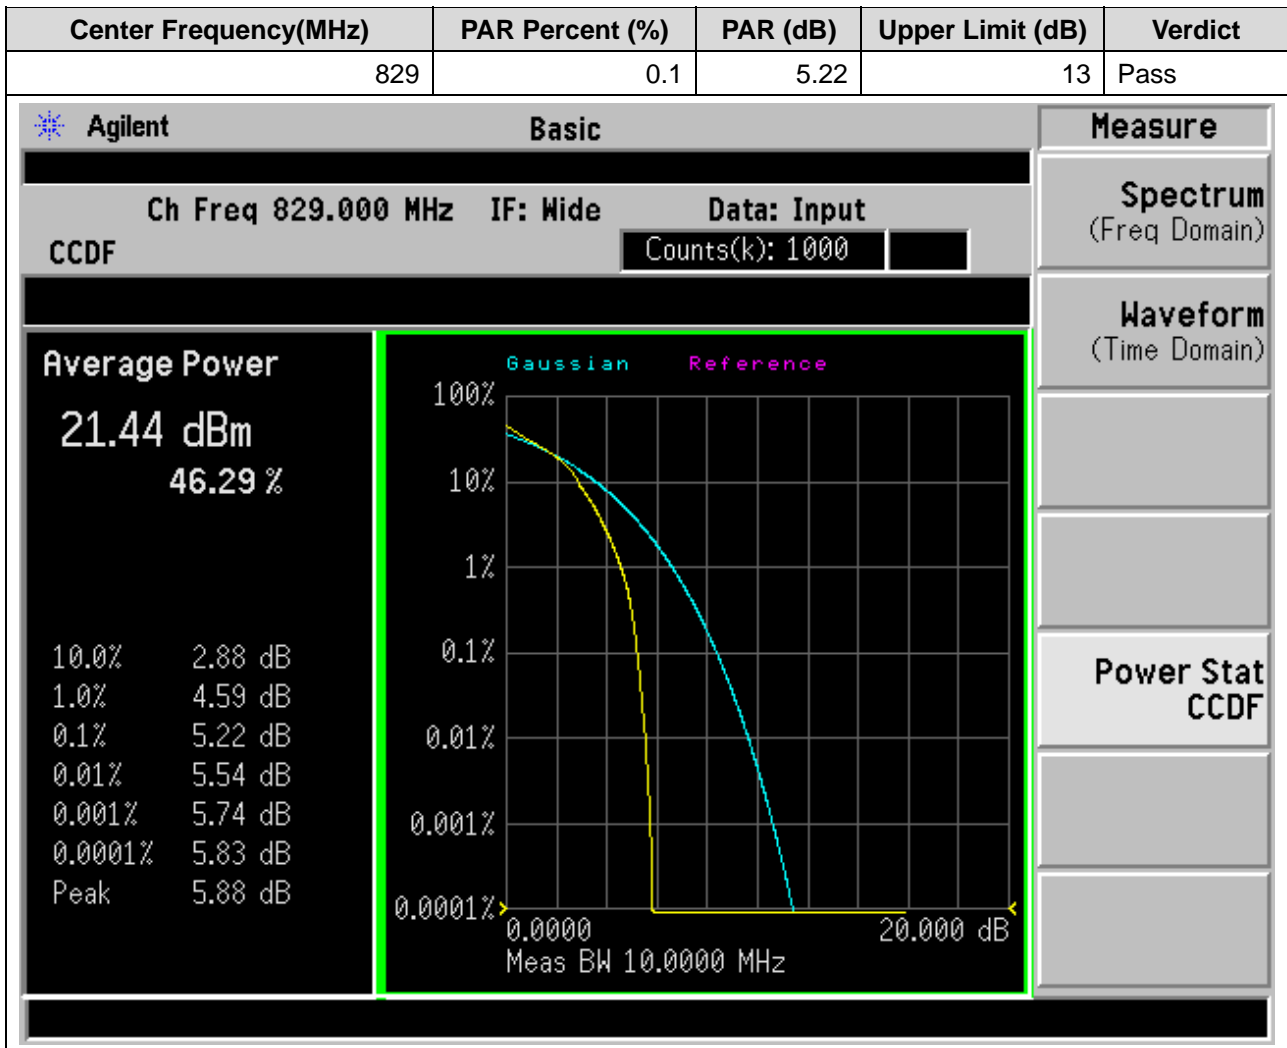 Center Frequency(MHz) PAR Percent (%) PAR (dB) Upper Limit (dB) Verdict
829 0.1 5.22 13 Pass
Agilent Basic Measure
Ch Freq 829.000 MHz IF: Wide Data: Input
CCDF Counts(k): 1000
Spectrum
(Freq Domain)
Waveform
(Time Domain)
Power Stat
CCDF
Average Power
21.44 dBm
46.29 %
10.0% 2.88 dB
1.0% 4.59 dB
0.1% 5.22 dB
0.01% 5.54 dB
0.001% 5.74 dB
0.0001% 5.83 dB
Peak 5.88 dB
Gaussian Reference
100%
10%
1%
0.1%
0.01%
0.001%
0.0001%
0.0000 20.000 dB
Meas BW 10.0000 MHz